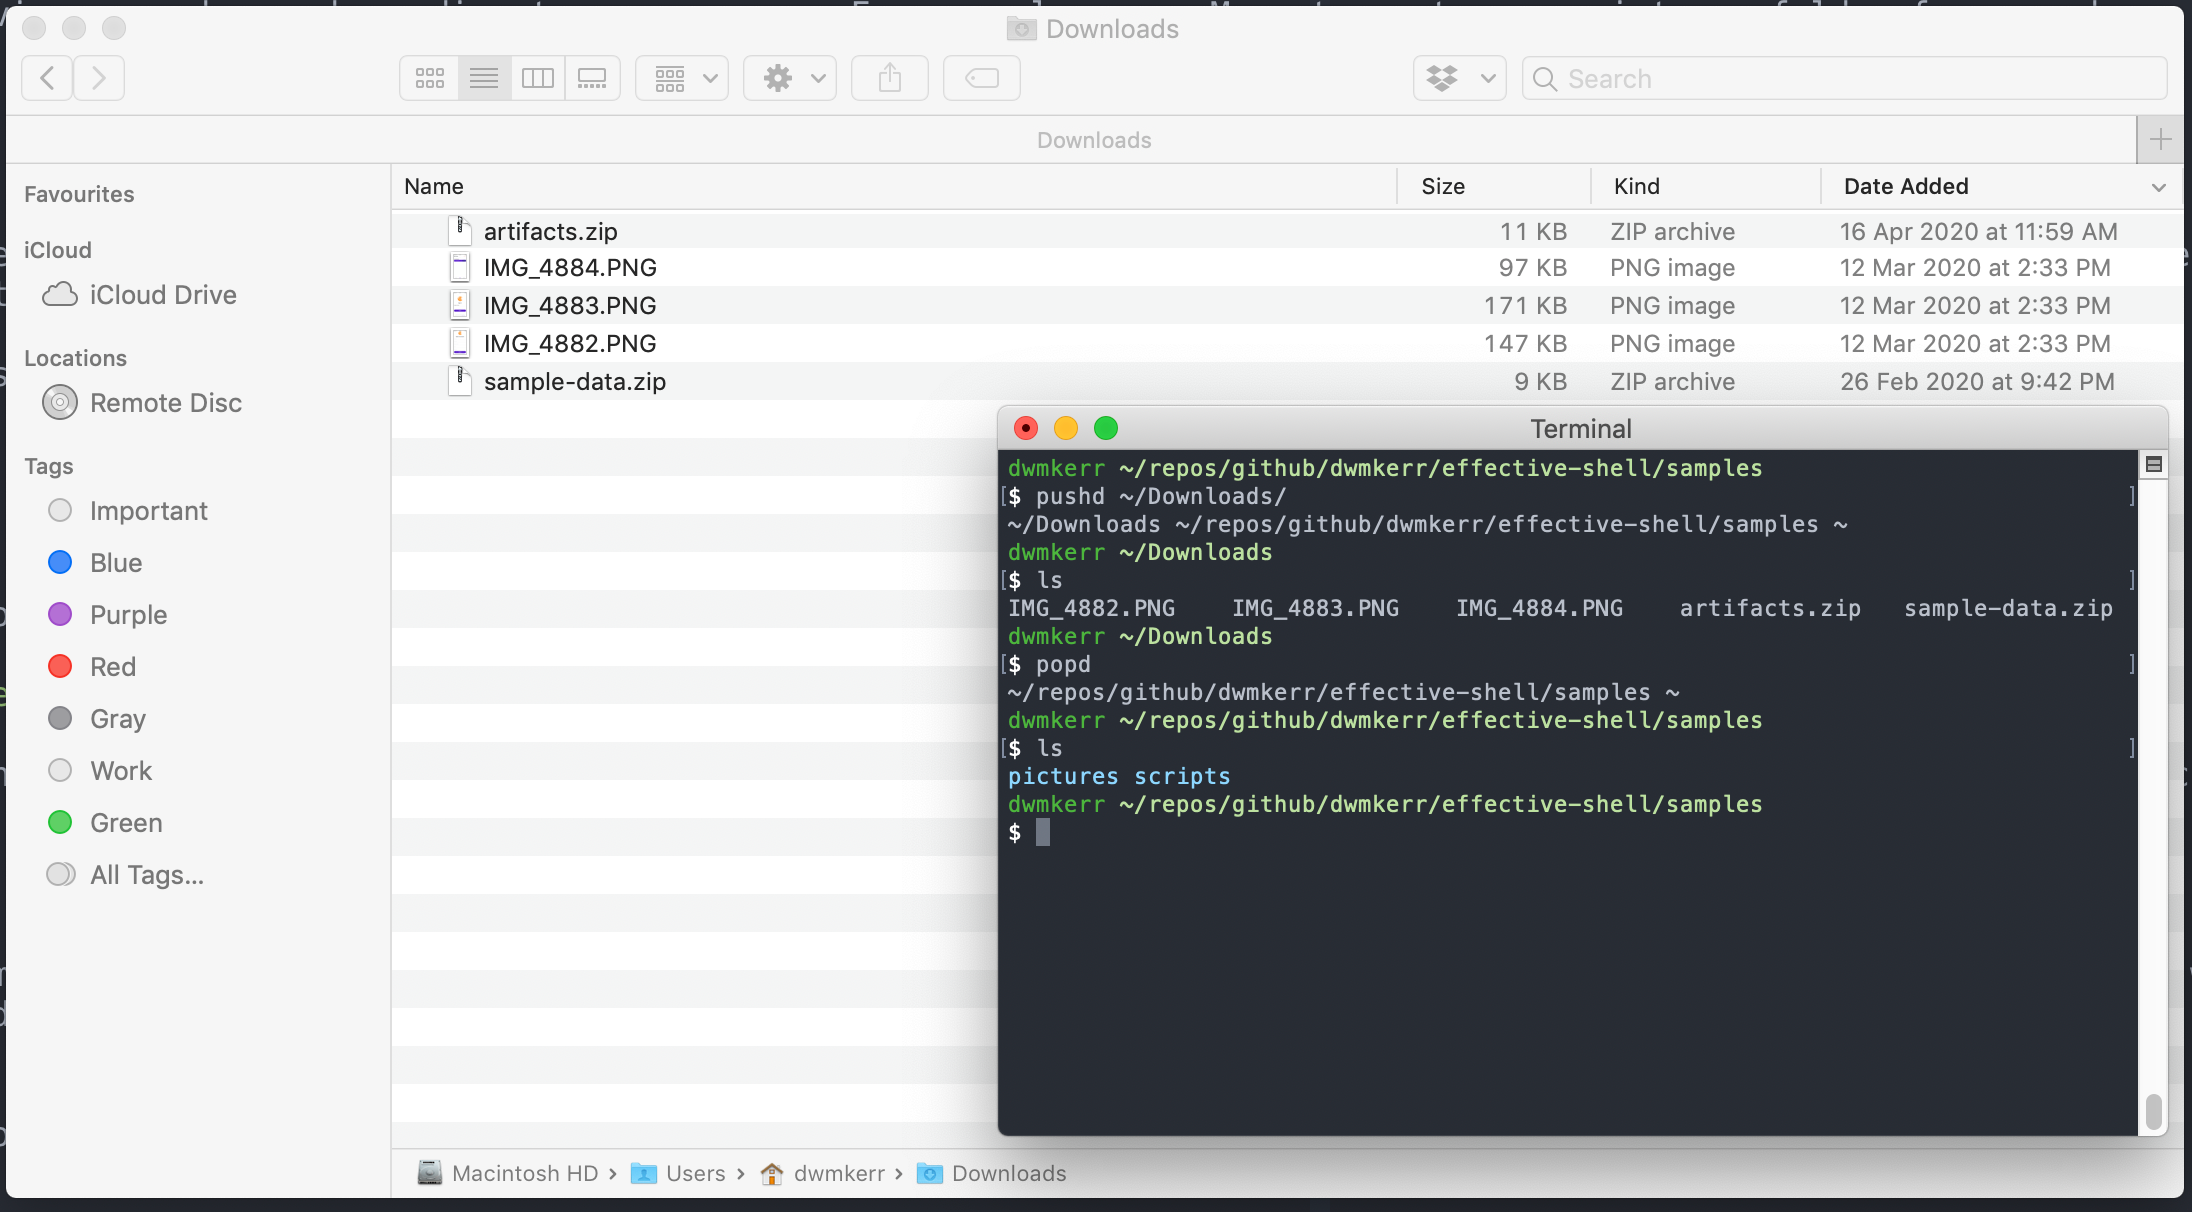 Downloads
Search
Downloads
Favourites
iCloud
iCloud Drive
Locations
Remote Disc
Tags
Important
Blue
Purple
Red
Gray
Work
Green
All Tags...
Name Size Kind Date Added
artifacts.zip 11 KB ZIP archive 16 Apr 2020 at 11:59 AM
IMG_4884.PNG 97 KB PNG image 12 Mar 2020 at 2:33 PM
IMG_4883.PNG 171 KB PNG image 12 Mar 2020 at 2:33 PM
IMG_4882.PNG 147 KB PNG image 12 Mar 2020 at 2:33 PM
sample-data.zip 9 KB ZIP archive 26 Feb 2020 at 9:42 PM
Terminal
dwmkerr ~/repos/github/dwmkerr/effective-shell/samples
[$ pushd ~/Downloads/ ]
~/Downloads ~/repos/github/dwmkerr/effective-shell/samples ~
dwmkerr ~/Downloads
[$ ls ]
IMG_4882.PNG IMG_4883.PNG IMG_4884.PNG artifacts.zip sample-data.zip
dwmkerr ~/Downloads
[$ popd ]
~/repos/github/dwmkerr/effective-shell/samples ~
dwmkerr ~/repos/github/dwmkerr/effective-shell/samples
[$ ls ]
pictures scripts
dwmkerr ~/repos/github/dwmkerr/effective-shell/samples
$
Macintosh HD › Users › dwmkerr › Downloads